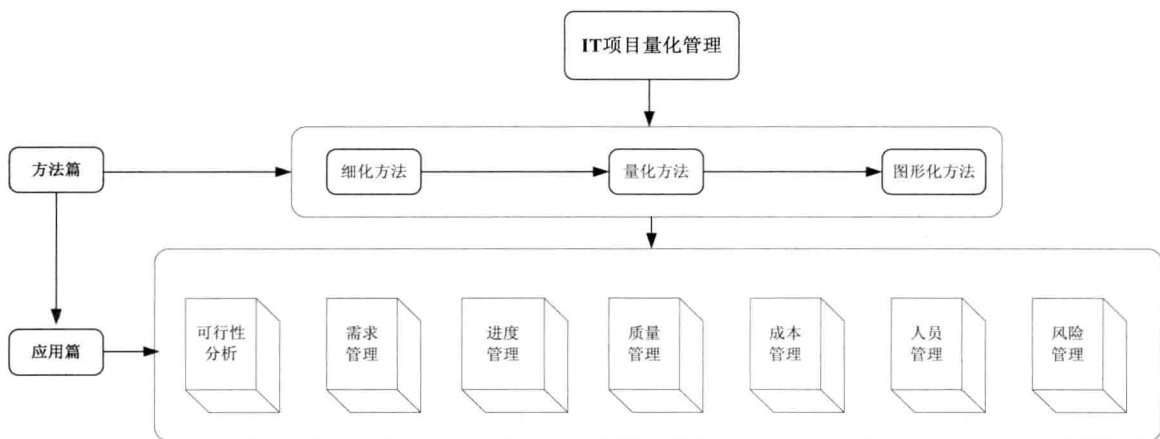 IT项目量化管理
方法篇
细化方法
量化方法
图形化方法
应用篇
可行性
分析
需求
管理
进度
管理
质量
管理
成本
管理
人员
管理
风险
管理